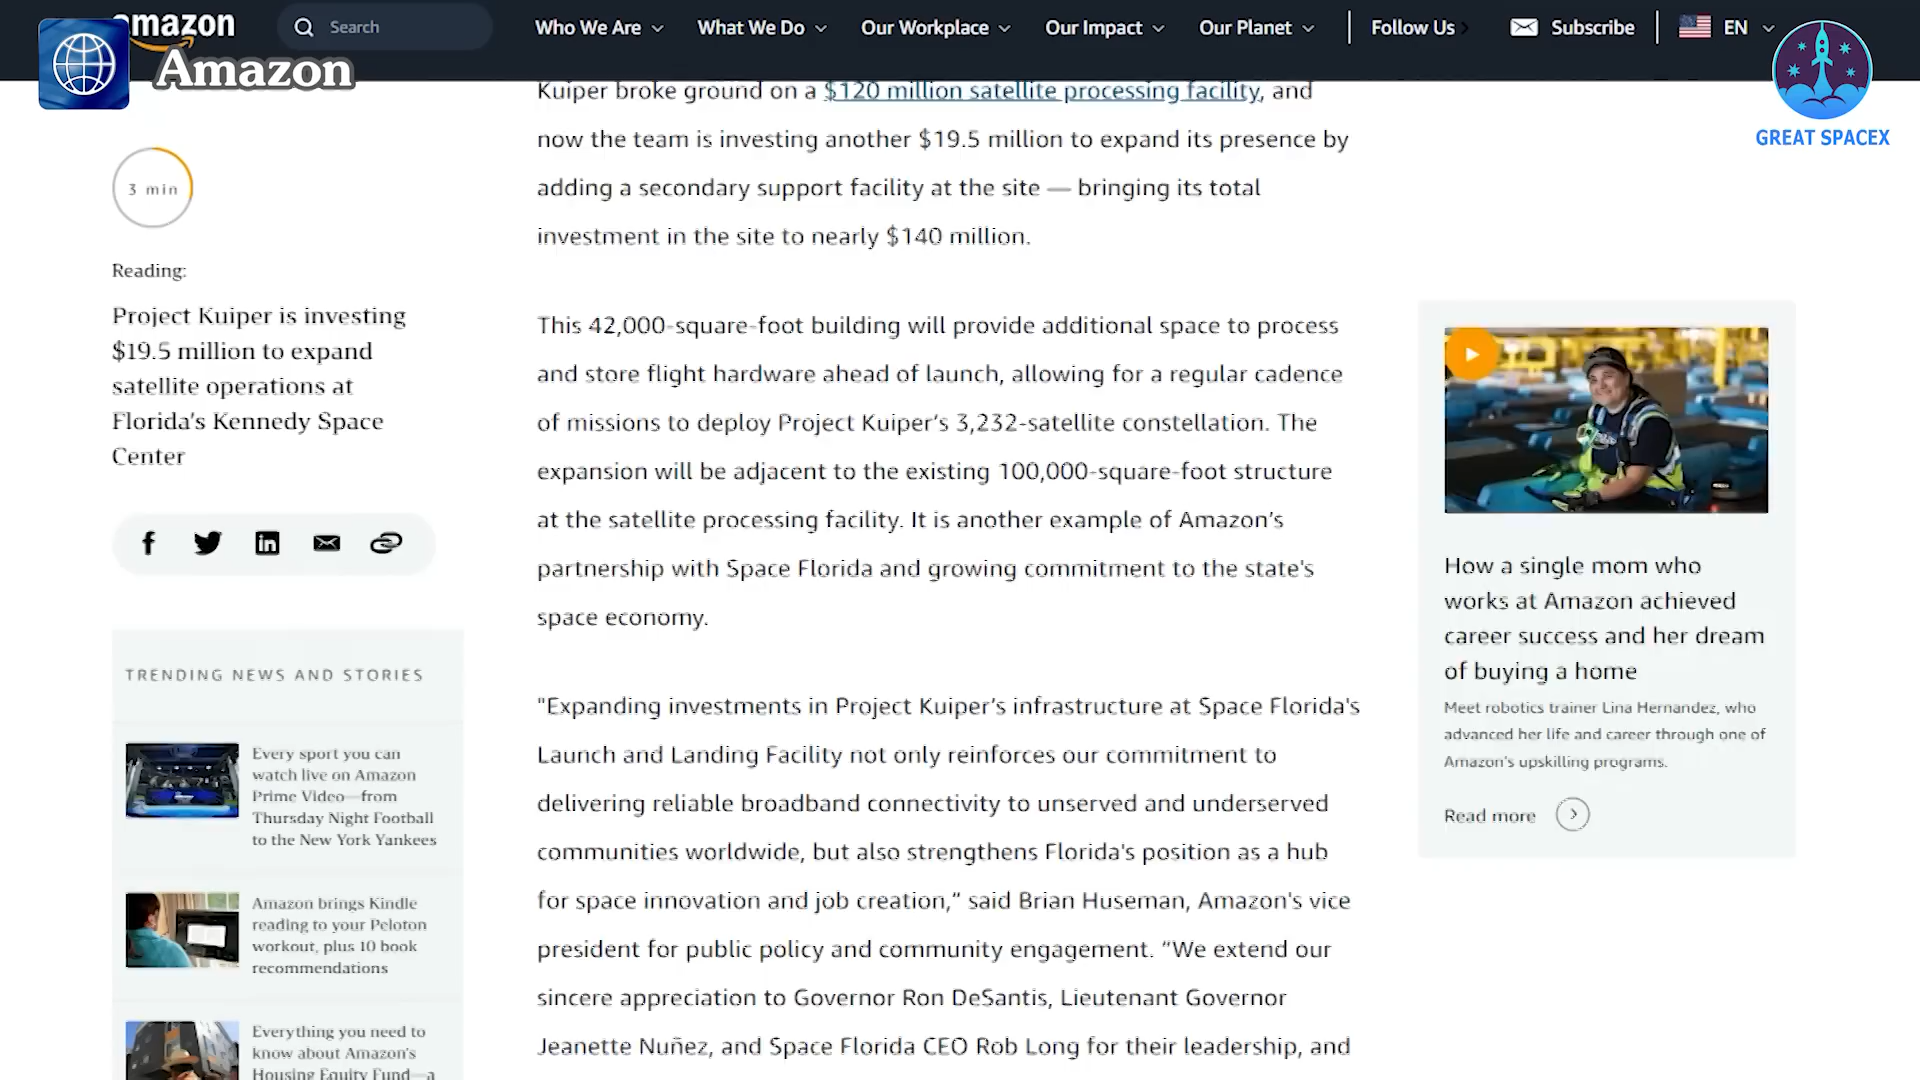 amazon
Search
Who We Are
What We Do
Our Workplace
Our Impact
Our Planet
Follow Us
Subscribe
EN
Amazon
GREAT SPACEX
3 min
Reading:
Project Kuiper is investing
$19.5 million to expand
satellite operations at
Florida's Kennedy Space
Center
TRENDING NEWS AND STORIES
Every sport you can
watch live on Amazon
Prime Video—from
Thursday Night Football
to the New York Yankees
Amazon brings Kindle
reading to your Peloton
workout, plus 10 book
recommendations
Everything you need to
know about Amazon's
Housing Equity Fund—a
Kuiper broke ground on a $120 million satellite processing facility, and
now the team is investing another $19.5 million to expand its presence by
adding a secondary support facility at the site — bringing its total
investment in the site to nearly $140 million.
This 42,000-square-foot building will provide additional space to process
and store flight hardware ahead of launch, allowing for a regular cadence
of missions to deploy Project Kuiper’s 3,232-satellite constellation. The
expansion will be adjacent to the existing 100,000-square-foot structure
at the satellite processing facility. It is another example of Amazon’s
partnership with Space Florida and growing commitment to the state's
space economy.
"Expanding investments in Project Kuiper’s infrastructure at Space Florida's
Launch and Landing Facility not only reinforces our commitment to
delivering reliable broadband connectivity to unserved and underserved
communities worldwide, but also strengthens Florida's position as a hub
for space innovation and job creation,” said Brian Huseman, Amazon's vice
president for public policy and community engagement. “We extend our
sincere appreciation to Governor Ron DeSantis, Lieutenant Governor
Jeanette Nuñez, and Space Florida CEO Rob Long for their leadership, and
How a single mom who
works at Amazon achieved
career success and her dream
of buying a home
Meet robotics trainer Lina Hernandez, who
advanced her life and career through one of
Amazon's upskilling programs.
Read more